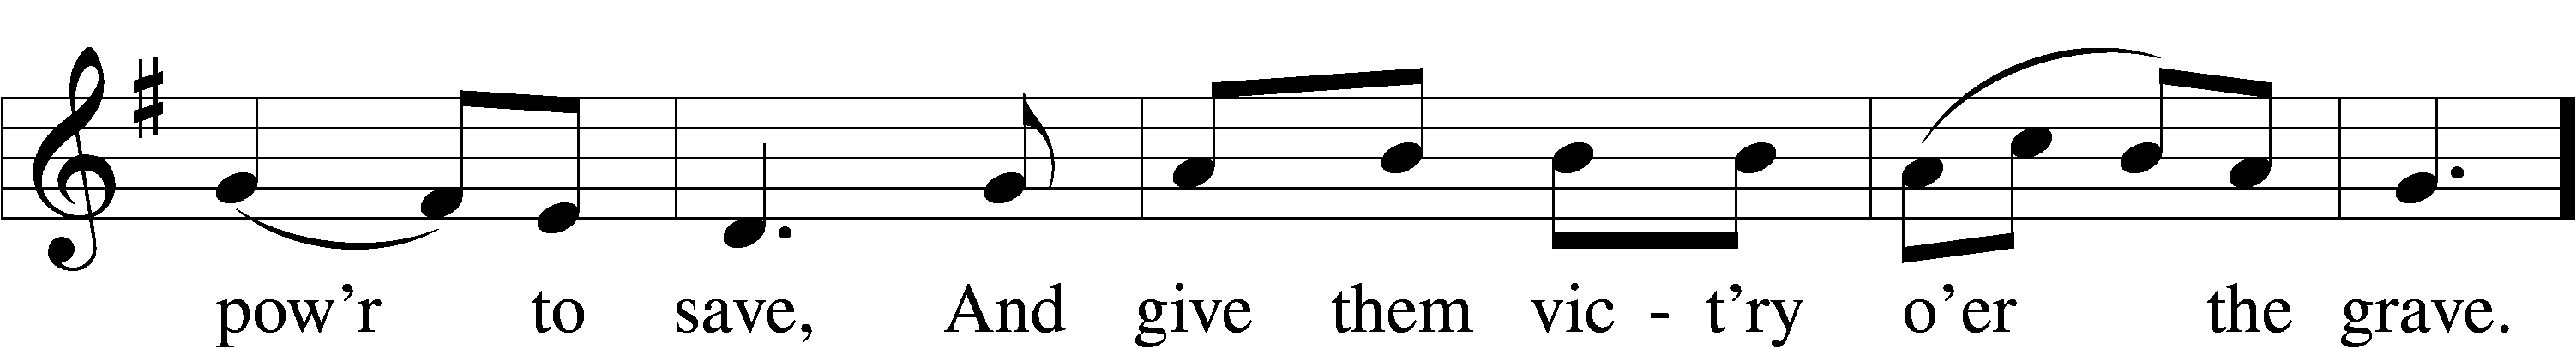 pow’r to save, And give them vic - t’ry o’er the grave.